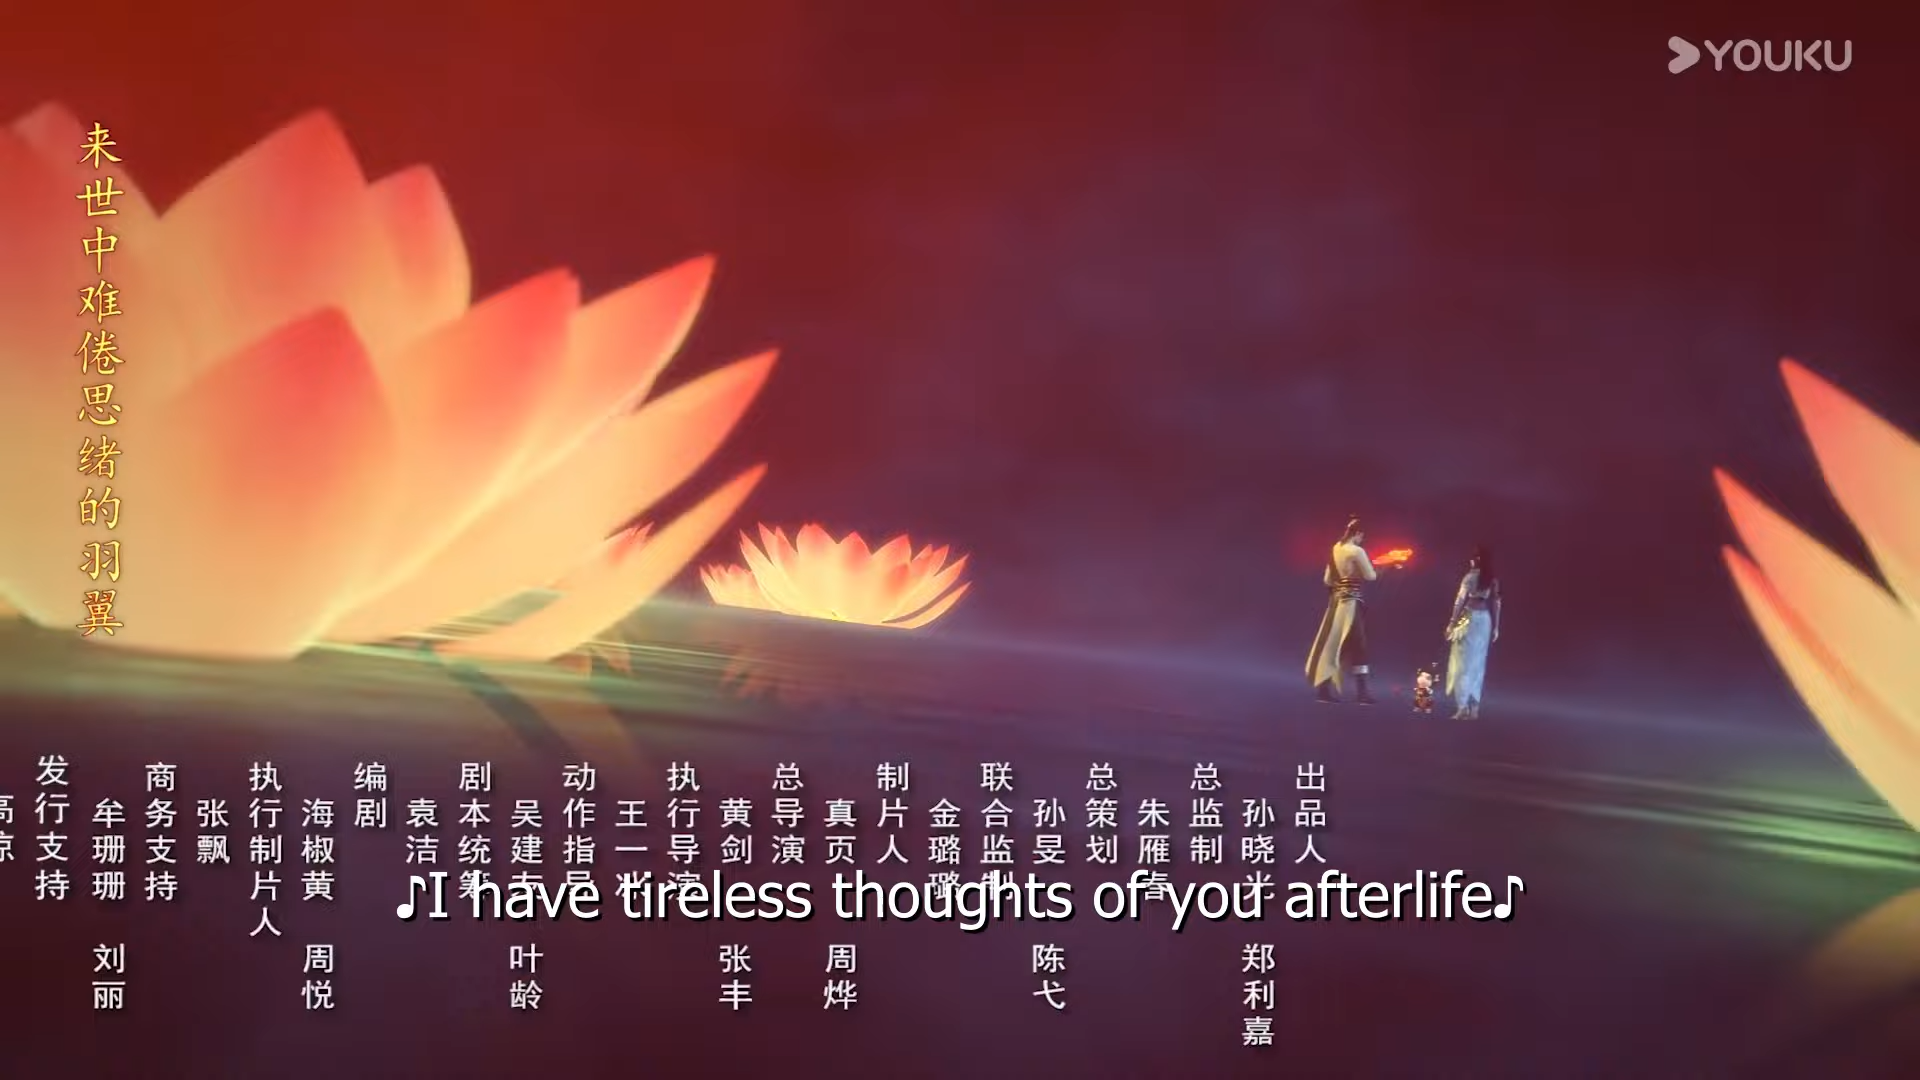 YOUKU
来世中难倦思绪的羽翼
出品人
孙晓光 郑利嘉
总监制
朱雁春
总策划
孙旻 陈弋
联合监制
金璐璐
制片人
真页 周烨
总导演
黄剑 张丰
执行导演
王一
动作指导
吴建 叶龄
剧本统筹
袁洁
编剧
海椒黄 周悦
执行制片人
张飘
商务支持
牟珊珊 刘丽
发行支持
♪I have tireless thoughts of you afterlife♪